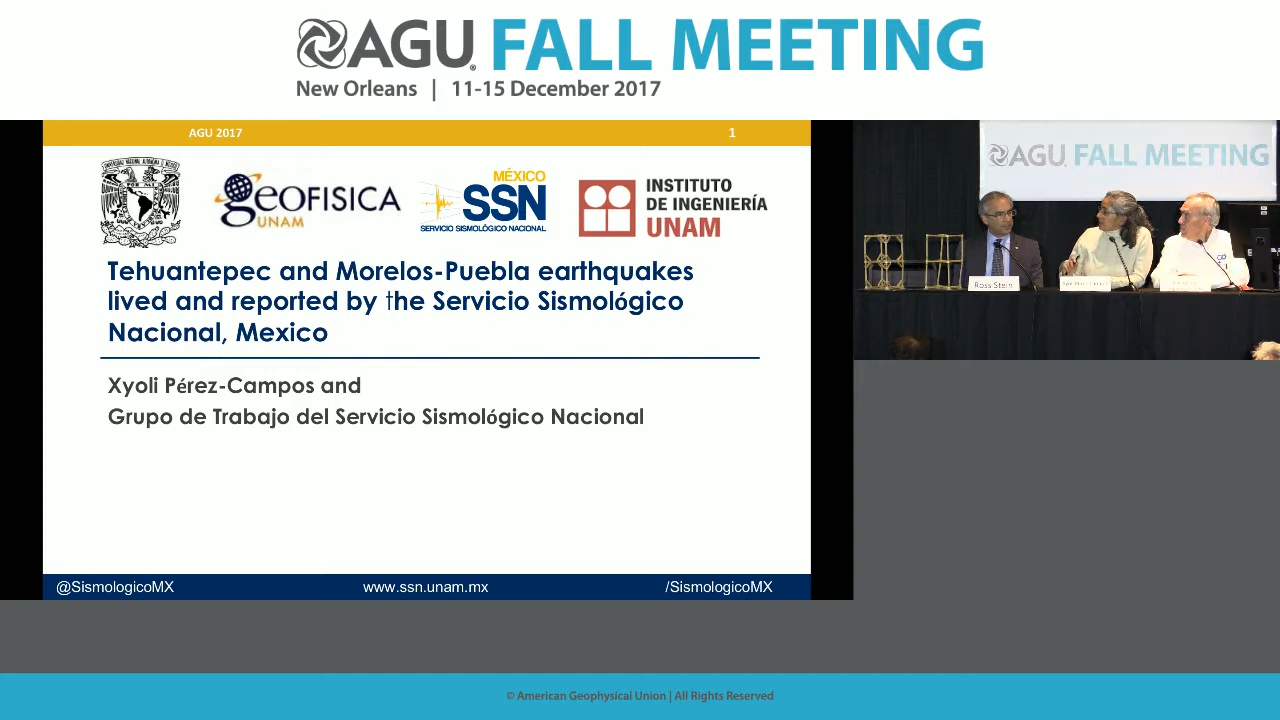 AGU FALL MEETING
New Orleans | 11-15 December 2017
AGU 2017
1
GEOFISICA
UNAM
MÉXICO
SSN
SERVICIO SISMOLÓGICO NACIONAL
INSTITUTO
DE INGENIERÍA
UNAM
Tehuantepec and Morelos-Puebla earthquakes
lived and reported by the Servicio Sismológico
Nacional, Mexico
Xyoli Pérez-Campos and
Grupo de Trabajo del Servicio Sismológico Nacional
@SismologicoMX
www.ssn.unam.mx
/SismologicoMX
AGU FALL MEETING
Ross Stein
© American Geophysical Union | All Rights Reserved